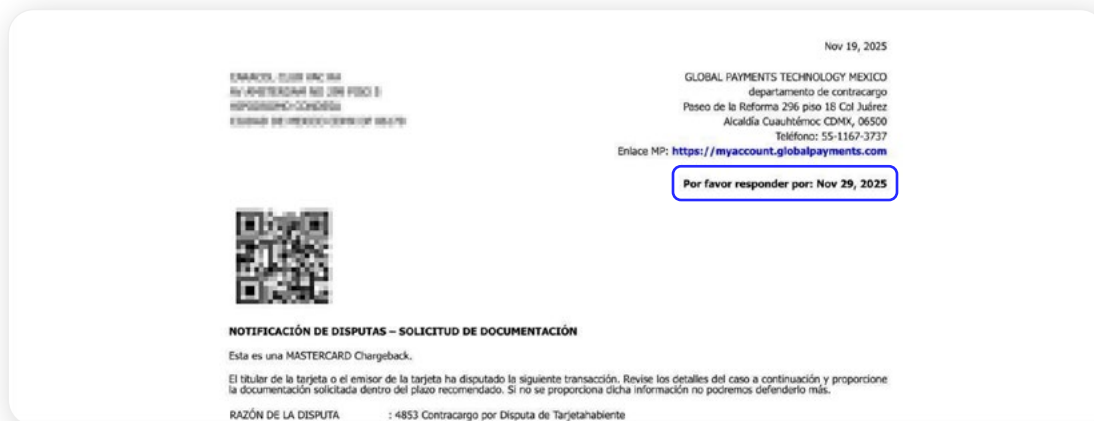 Nov 19, 2025
GLOBAL PAYMENTS TECHNOLOGY MEXICO
departamento de contracargo
Paseo de la Reforma 296 piso 18 Col Juárez
Alcaldía Cuauhtémoc CDMX, 06500
Teléfono: 55-1167-3737
Enlace MP: https://myaccount.globalpayments.com
Por favor responder por: Nov 29, 2025
NOTIFICACIÓN DE DISPUTAS – SOLICITUD DE DOCUMENTACIÓN
Esta es una MASTERCARD Chargeback.
El titular de la tarjeta o el emisor de la tarjeta ha disputado la siguiente transacción. Revise los detalles del caso a continuación y proporcione
la documentación solicitada dentro del plazo recomendado. Si no se proporciona dicha información no podremos defenderlo más.
RAZÓN DE LA DISPUTA : 4853 Contracargo por Disputa de Tarjetahabiente